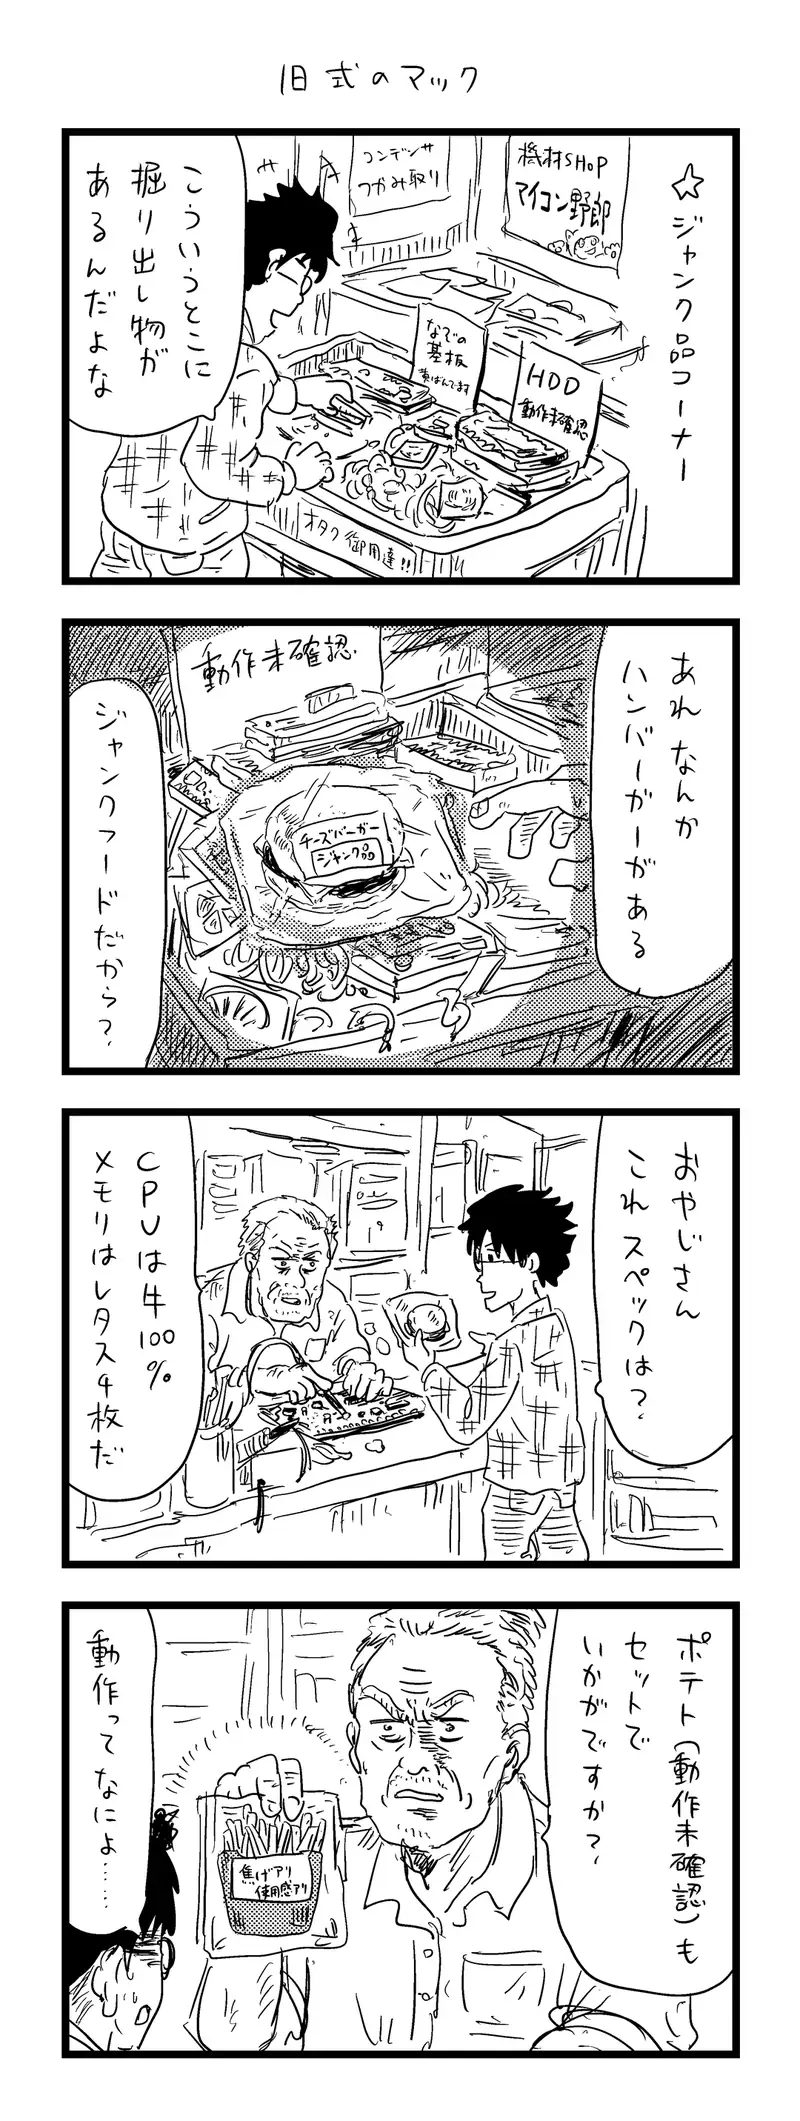 旧式のマック
☆ジャンク品コーナー
機材SHOP
マイコン野郎
コンデンサ
つかみ取り
こういうとこに
掘り出し物が
あるんだよな
なぞの
基板
黄ばんでます
HDD
動作未確認
オタク御用達!!
あれなんか
ハンバーガーがある
動作未確認
チーズバーガー
ジャンク品
ジャンクフードだから?
おやじさん
これスペックは?
CPUは牛100%
メモリはレタス4枚だ
ポテト(動作未確認)も
セットで
いかがですか?
焦げアリ
使用感アリ
動作ってなによ……